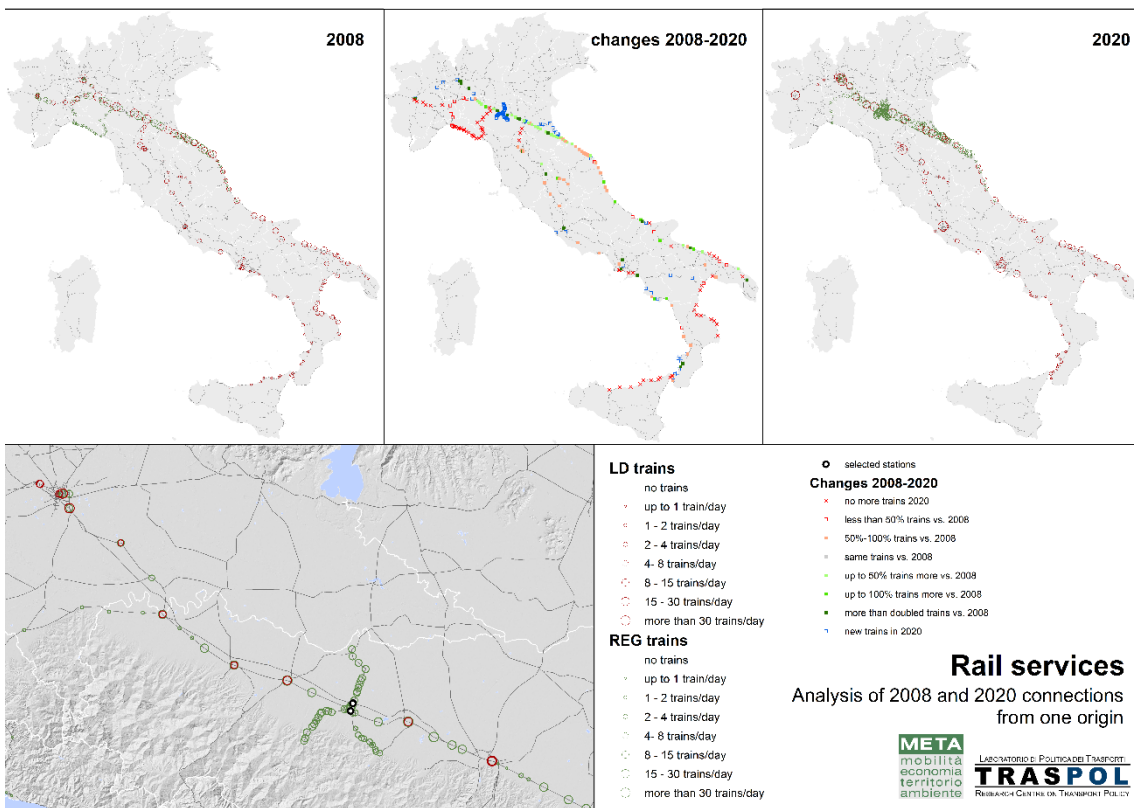 2008
changes 2008-2020
2020
LD trains
no trains
up to 1 train/day
1 - 2 trains/day
2 - 4 trains/day
4- 8 trains/day
8 - 15 trains/day
15 - 30 trains/day
more than 30 trains/day
REG trains
no trains
up to 1 train/day
1 - 2 trains/day
2 - 4 trains/day
4- 8 trains/day
8 - 15 trains/day
15 - 30 trains/day
more than 30 trains/day
selected stations
Changes 2008-2020
no more trains 2020
less than 50% trains vs. 2008
50%-100% trains vs. 2008
same trains vs. 2008
up to 50% trains more vs. 2008
up to 100% trains more vs. 2008
more than doubled trains vs. 2008
new trains in 2020
Rail services
Analysis of 2008 and 2020 connections
from one origin
META
mobilità
economia
territorio
ambiente
LABORATORIO DI POLITICA DEI TRASPORTI
TRASPOL
RESEARCH CENTRE ON TRANSPORT POLICY